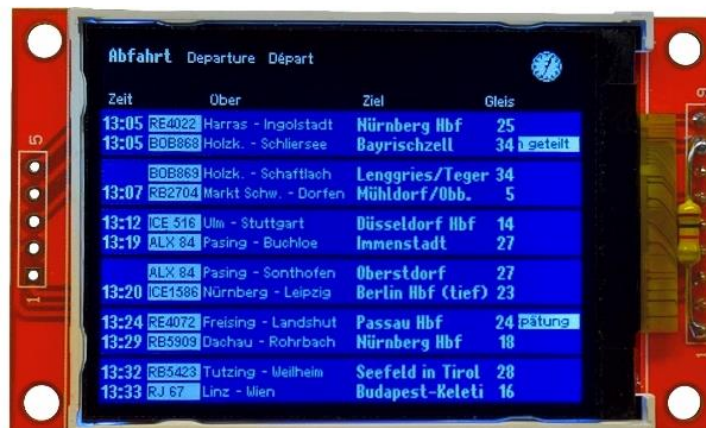 Abfahrt Departure Départ
Zeit Über Ziel Gleis
13:05 RE4022 Harras - Ingolstadt Nürnberg Hbf 25
13:05 BOB868 Holzk. - Schliersee Bayrischzell 34 geteilt
BOB869 Holzk. - Schaftlach Lenggries/Teger 34
13:07 RB2704 Markt Schw. - Dorfen Mühldorf/Obb. 5
13:12 ICE 516 Ulm - Stuttgart Düsseldorf Hbf 14
13:19 ALX 84 Pasing - Buchloe Immenstadt 27
ALX 84 Pasing - Sonthofen Oberstdorf 27
13:20 ICE1586 Nürnberg - Leipzig Berlin Hbf (tief) 23
13:24 RE4072 Freising - Landshut Passau Hbf 24 pätung
13:29 RB5909 Dachau - Rohrbach Nürnberg Hbf 18
13:32 RB5423 Tutzing - Weilheim Seefeld in Tirol 28
13:33 RJ 67 Linz - Wien Budapest-Keleti 16
5
1
9
1